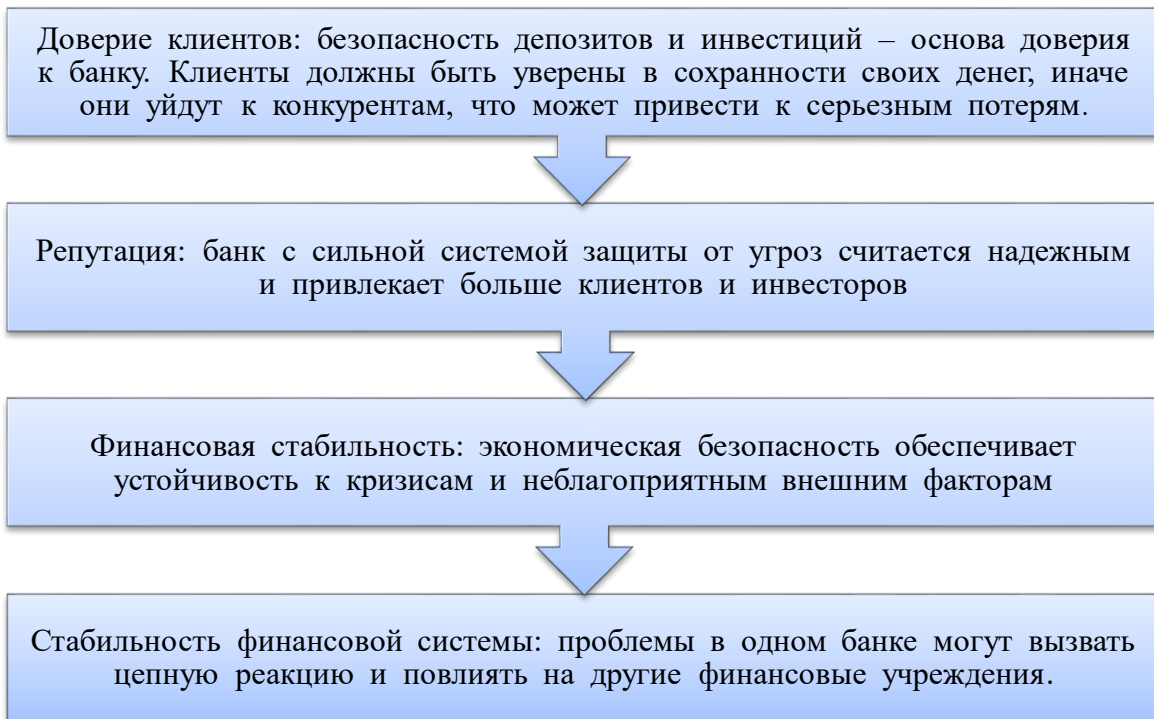 Доверие клиентов: безопасность депозитов и инвестиций – основа доверия
к банку. Клиенты должны быть уверены в сохранности своих денег, иначе
они уйдут к конкурентам, что может привести к серьезным потерям.
Репутация: банк с сильной системой защиты от угроз считается надежным
и привлекает больше клиентов и инвесторов
Финансовая стабильность: экономическая безопасность обеспечивает
устойчивость к кризисам и неблагоприятным внешним факторам
Стабильность финансовой системы: проблемы в одном банке могут вызвать
цепную реакцию и повлиять на другие финансовые учреждения.